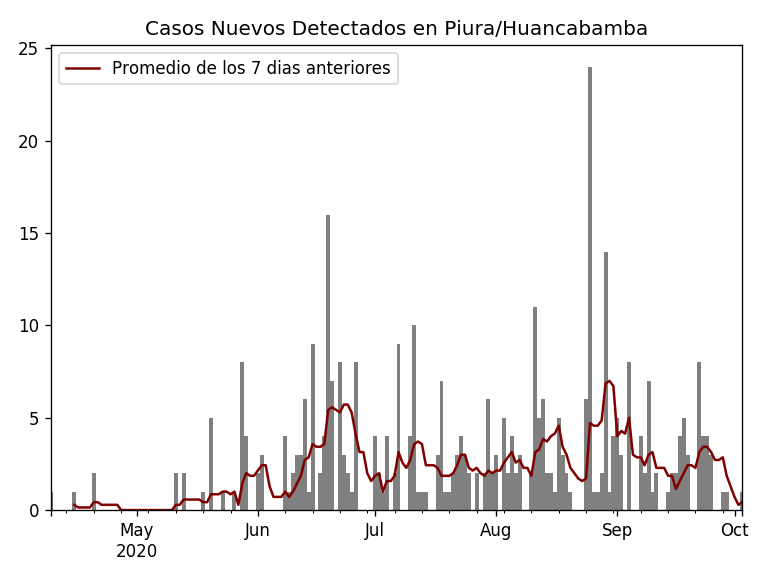 Casos Nuevos Detectados en Piura/Huancabamba
Promedio de los 7 dias anteriores
25
20
15
10
5
0
May Jun Jul Aug Sep Oct
2020